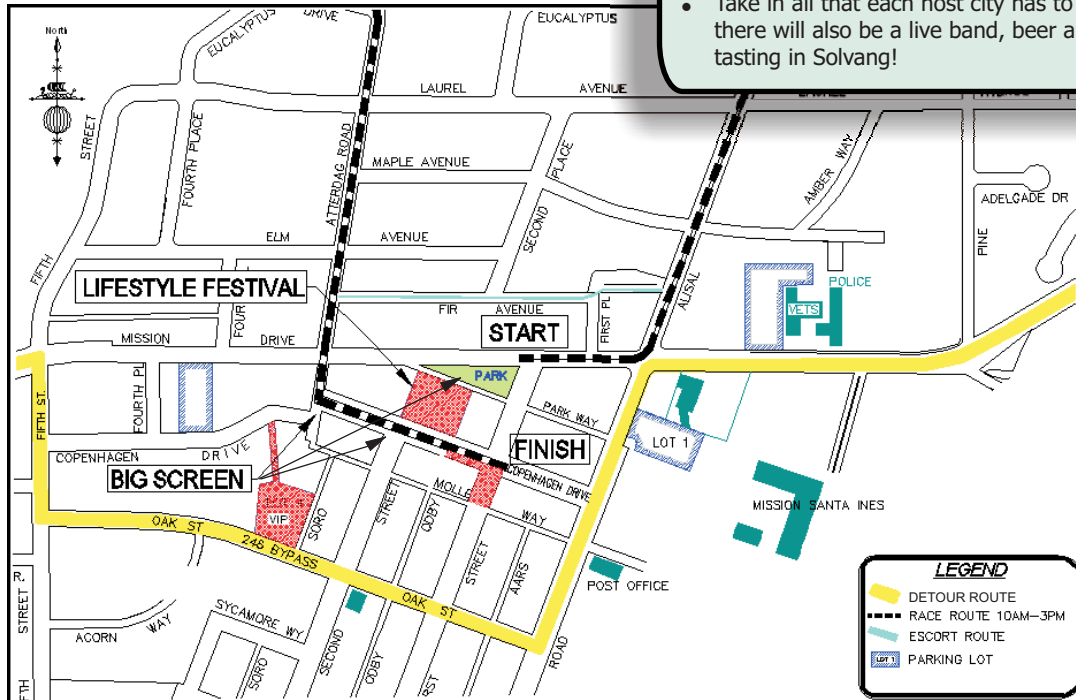 Take in all that each host city has to
there will also be a live band, beer a
tasting in Solvang!
North
EUCALYPTUS
DRIVE
EUCALYPTUS
STREET
FOURTH PLACE
LAUREL AVENUE
ATTERDAG ROAD
MAPLE AVENUE
PLACE
SECOND
AMBER WAY
ADELGADE DR
PINE
ELM AVENUE
FIFTH
LIFESTYLE FESTIVAL
FIR AVENUE
START
FIRST PL
ALISAL
POLICE
VETS
MISSION DRIVE
PARK
FIFTH ST.
FOURTH PL
PARK WAY
LOT 1
COPENHAGEN DRIVE
BIG SCREEN
FINISH
COPENHAGEN DRIVE
MOLLE WAY
VIP
SORO
STREET
ODBY
STREET
AARS
MISSION SANTA INES
OAK ST
246 BYPASS
OAK ST
POST OFFICE
R.
STREET
ACORN WAY
SYCAMORE WY
SORO
SECOND
ODBY
RST
ROAD
FTH
LEGEND
DETOUR ROUTE
RACE ROUTE 10AM-3PM
ESCORT ROUTE
LOT 1 PARKING LOT